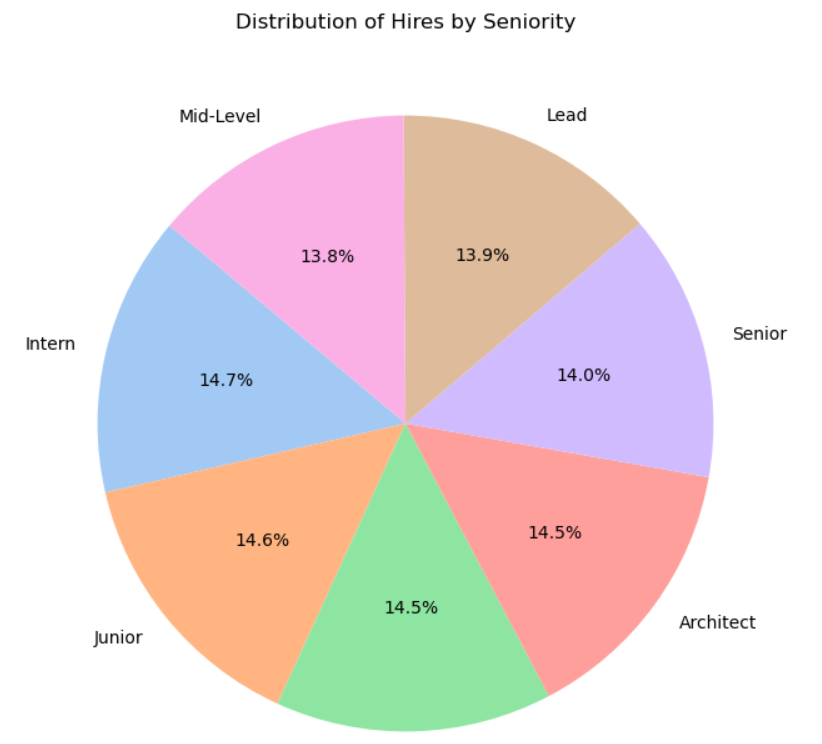 Distribution of Hires by Seniority
Mid-Level
Lead
13.8%
13.9%
Senior
Intern
14.0%
14.7%
14.5%
14.6%
14.5%
Architect
Junior